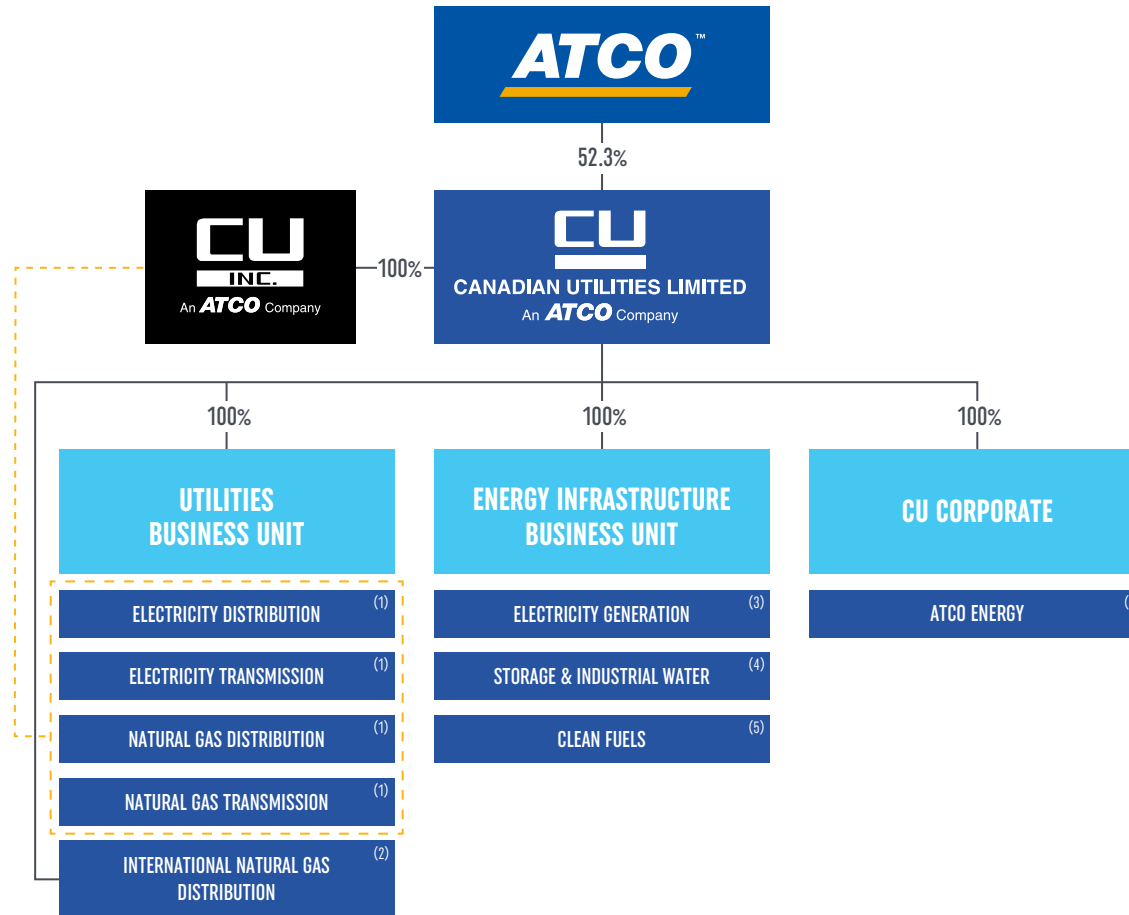 ATCO™
52.3%
CU
INC.
An ATCO Company
100%
CU
CANADIAN UTILITIES LIMITED
An ATCO Company
100%
100%
100%
UTILITIES
BUSINESS UNIT
ENERGY INFRASTRUCTURE
BUSINESS UNIT
CU CORPORATE
ELECTRICITY DISTRIBUTION (1)
ELECTRICITY GENERATION (3)
ATCO ENERGY (
ELECTRICITY TRANSMISSION (1)
STORAGE & INDUSTRIAL WATER (4)
NATURAL GAS DISTRIBUTION (1)
CLEAN FUELS (5)
NATURAL GAS TRANSMISSION (1)
INTERNATIONAL NATURAL GAS (2)
DISTRIBUTION